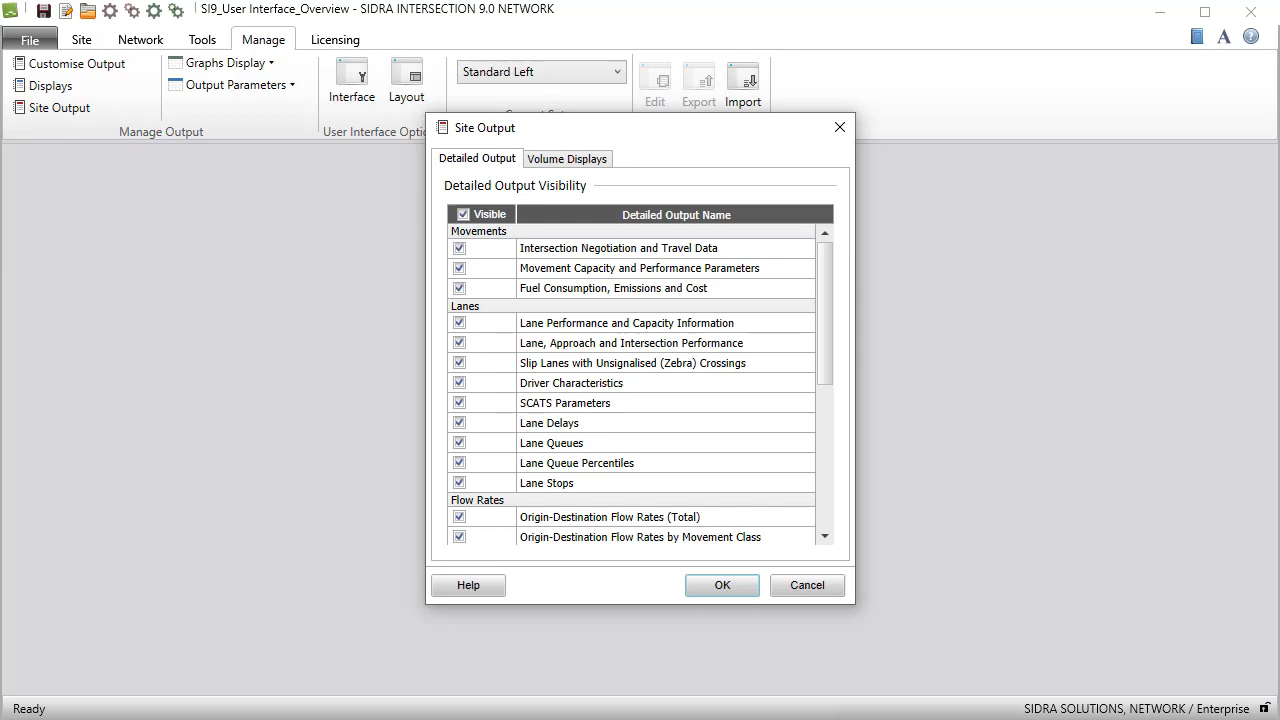 SI9_User Interface_Overview - SIDRA INTERSECTION 9.0 NETWORK
File Site Network Tools Manage Licensing
Customise Output
Displays
Site Output
Manage Output
Graphs Display
Output Parameters
Interface Layout
User Interface Optio
Standard Left
Edit Export Import
Site Output
Detailed Output Volume Displays
Detailed Output Visibility
Visible Detailed Output Name
Movements
Intersection Negotiation and Travel Data
Movement Capacity and Performance Parameters
Fuel Consumption, Emissions and Cost
Lanes
Lane Performance and Capacity Information
Lane, Approach and Intersection Performance
Slip Lanes with Unsignalised (Zebra) Crossings
Driver Characteristics
SCATS Parameters
Lane Delays
Lane Queues
Lane Queue Percentiles
Lane Stops
Flow Rates
Origin-Destination Flow Rates (Total)
Origin-Destination Flow Rates by Movement Class
Help OK Cancel
Ready SIDRA SOLUTIONS, NETWORK / Enterprise